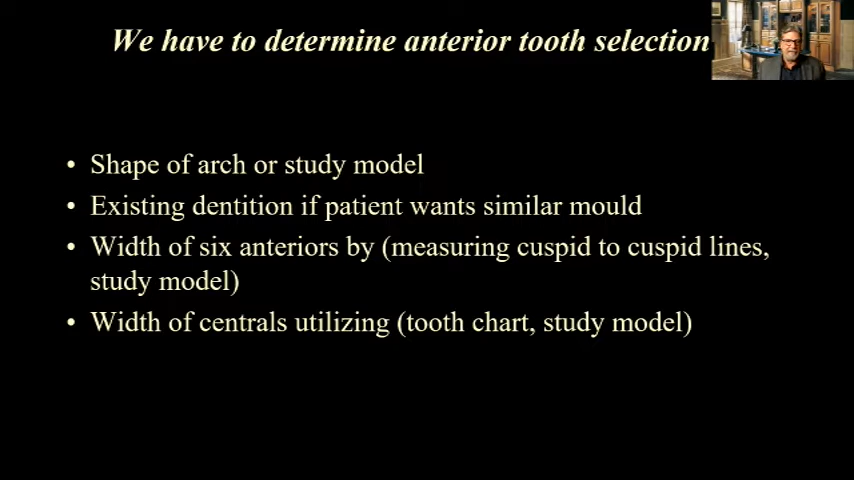 We have to determine anterior tooth selection
• Shape of arch or study model
• Existing dentition if patient wants similar mould
• Width of six anteriors by (measuring cuspid to cuspid lines,
study model)
• Width of centrals utilizing (tooth chart, study model)